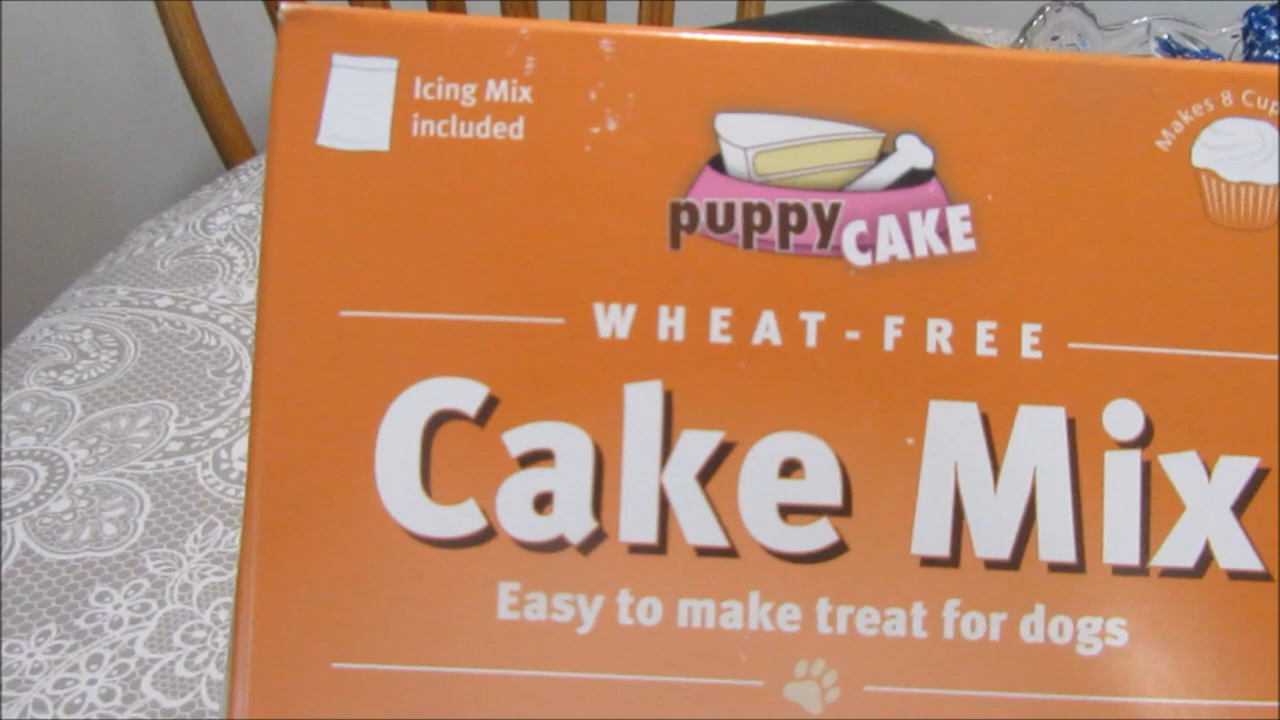 Icing Mix
included
Makes 8 Cup
puppy CAKE
WHEAT-FREE
Cake Mix
Easy to make treat for dogs